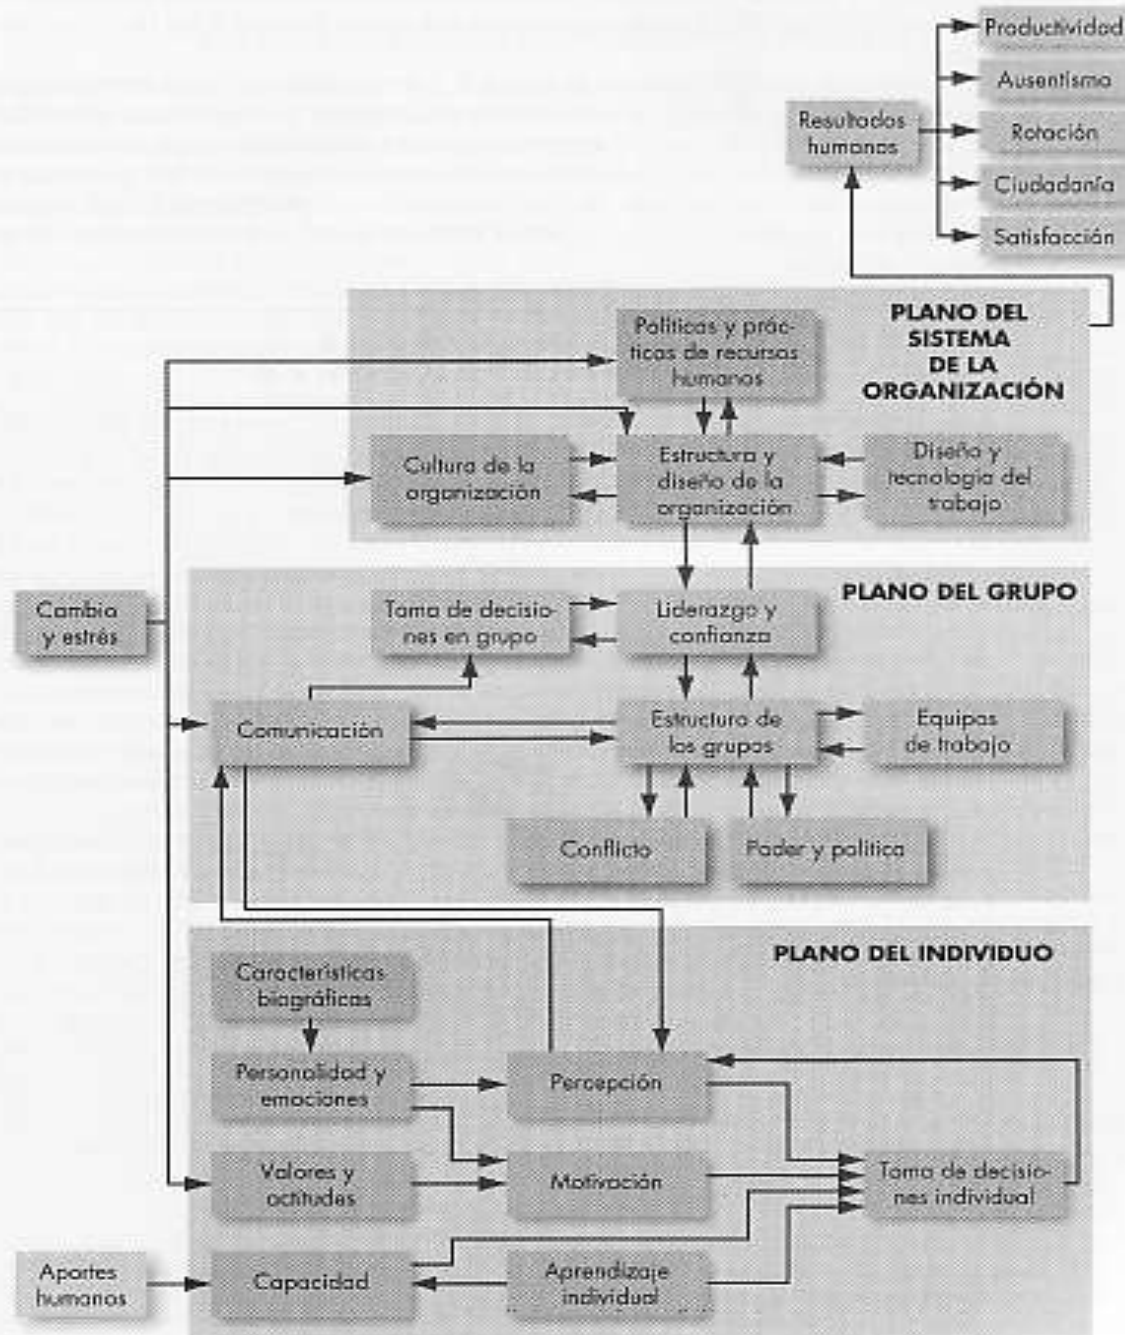 Productividad
Ausentismo
Resultados
humanos
Rotación
Ciudadanía
Satisfacción
PLANO DEL
SISTEMA
DE LA
ORGANIZACIÓN
Políticas y prác-
ticas de recursos
humanos
Cultura de la
organización
Estructura y
diseño de la
organización
Diseño y
tecnología del
trabajo
PLANO DEL GRUPO
Cambio
y estrés
Toma de decisio-
nes en grupo
Liderazgo y
confianza
Comunicación
Estructura de
los grupos
Equipos
de trabajo
Conflicto
Poder y política
PLANO DEL INDIVIDUO
Características
biográficas
Personalidad y
emociones
Percepción
Valores y
actitudes
Motivación
Toma de decisio-
nes individual
Aportes
humanos
Capacidad
Aprendizaje
individual